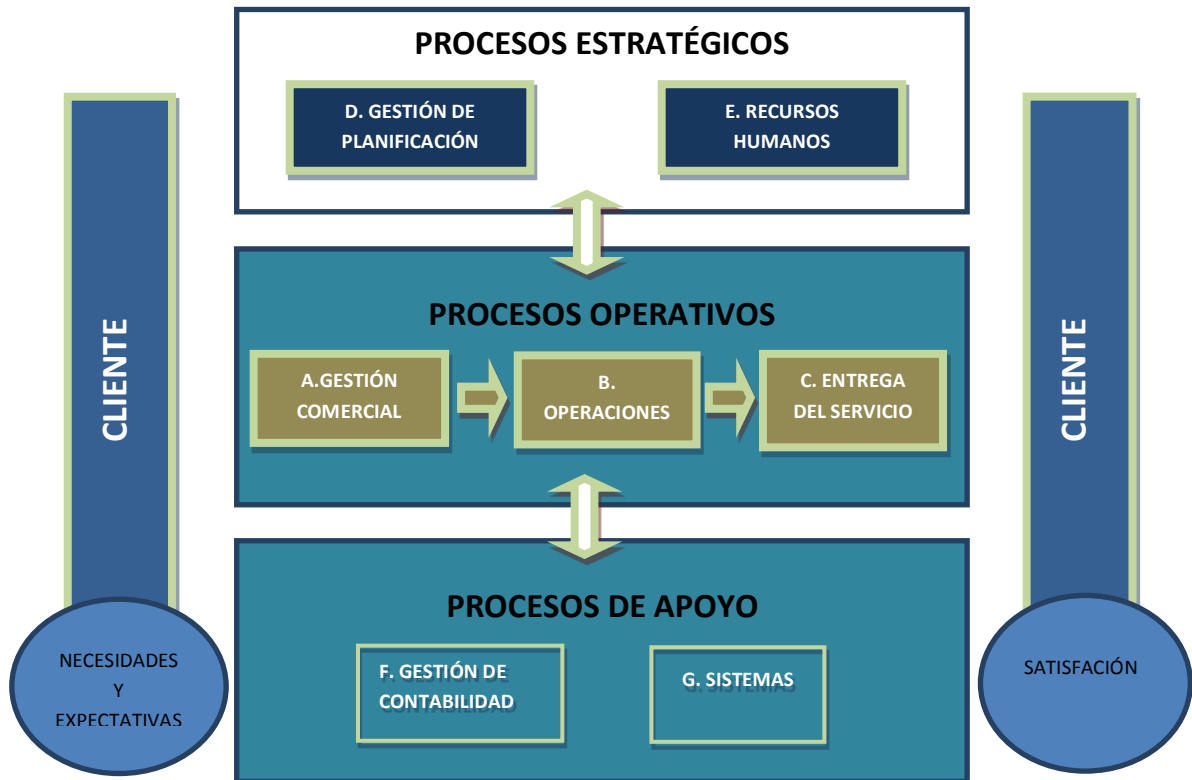 PROCESOS ESTRATÉGICOS
D. GESTIÓN DE
PLANIFICACIÓN
E. RECURSOS
HUMANOS
CLIENTE
PROCESOS OPERATIVOS
A.GESTIÓN
COMERCIAL
B.
OPERACIONES
C. ENTREGA
DEL SERVICIO
CLIENTE
PROCESOS DE APOYO
F. GESTIÓN DE
CONTABILIDAD
G. SISTEMAS
NECESIDADES
Y
EXPECTATIVAS
SATISFACIÓN